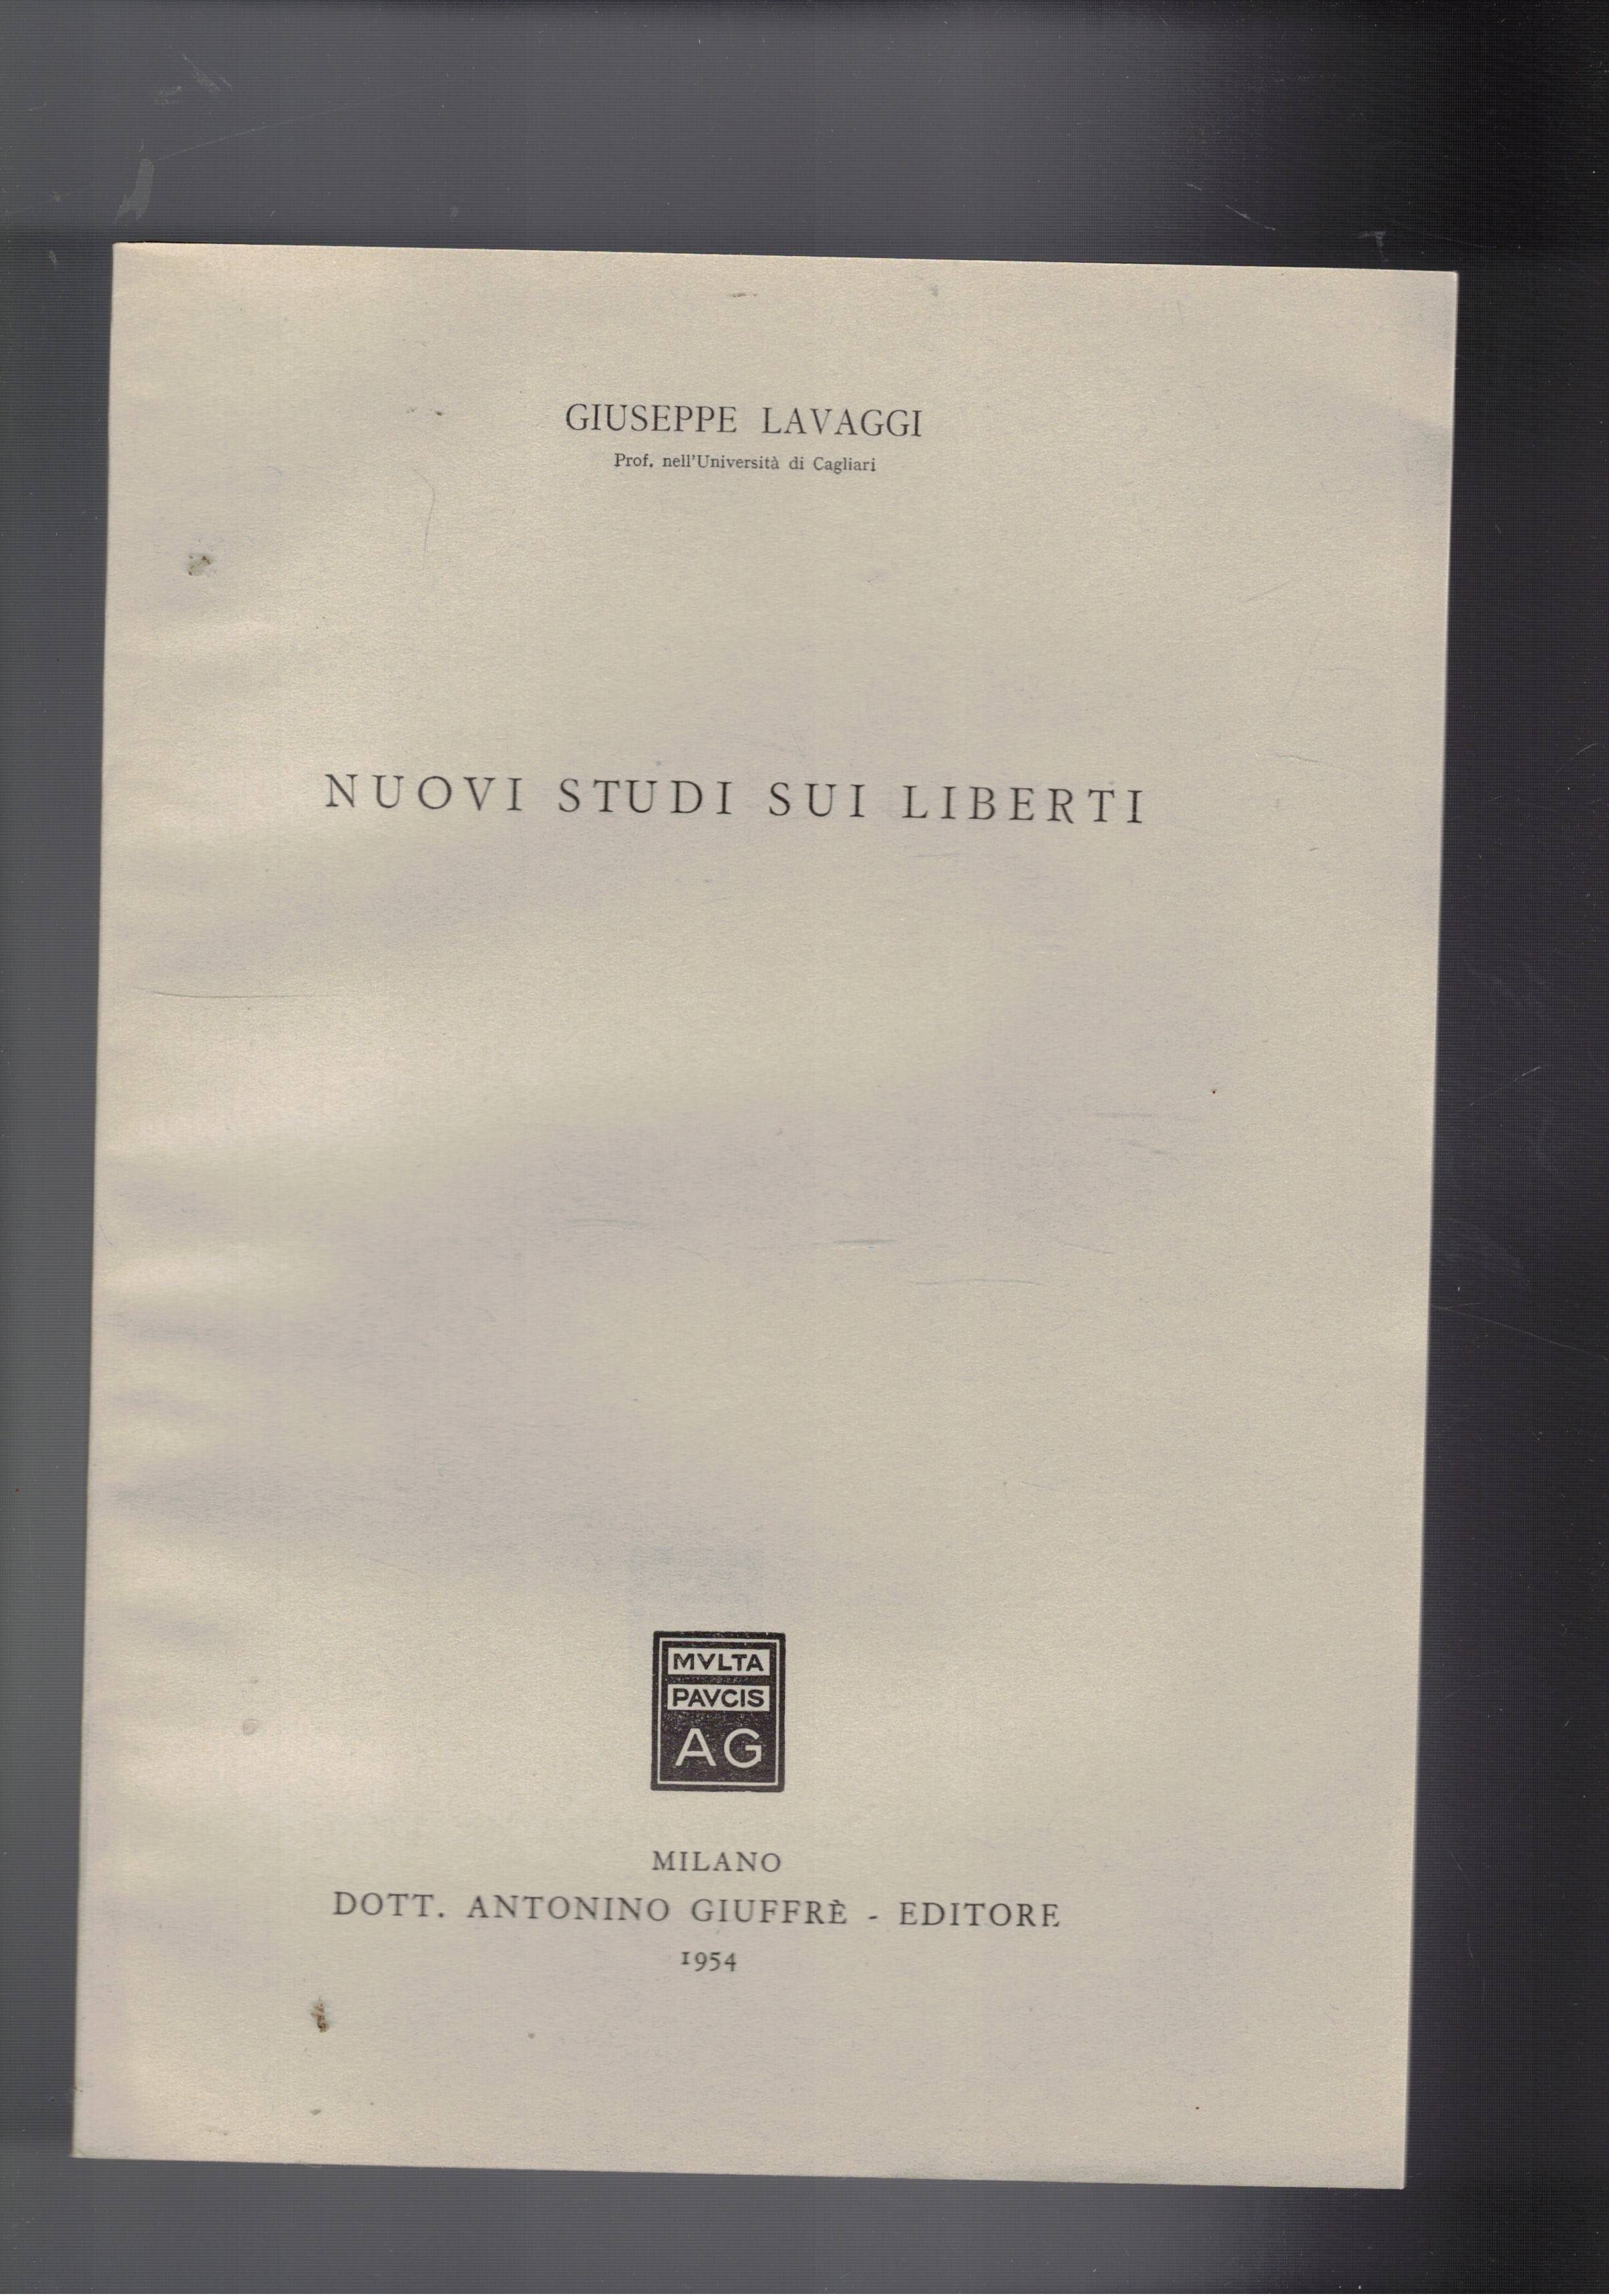 GIUSEPPE LAVAGGI
Prof. nell'Università di Cagliari
NUOVI STUDI SUI LIBERTI
MVLTA
PAVCIS
AG
MILANO
DOTT. ANTONINO GIUFFRÈ - EDITORE
1954